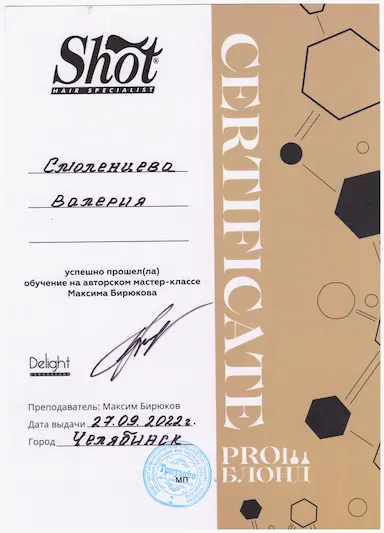 Shot®
HAIR SPECIALIST
CERTIFICATE
Смоленцева
Валерия
успешно прошел(ла)
обучение на авторском мастер-классе
Максима Бирюкова
Delight
Преподаватель: Максим Бирюков
Дата выдачи 27.09.2022г.
Город Челябинск
МП
PRO
БЛОНД